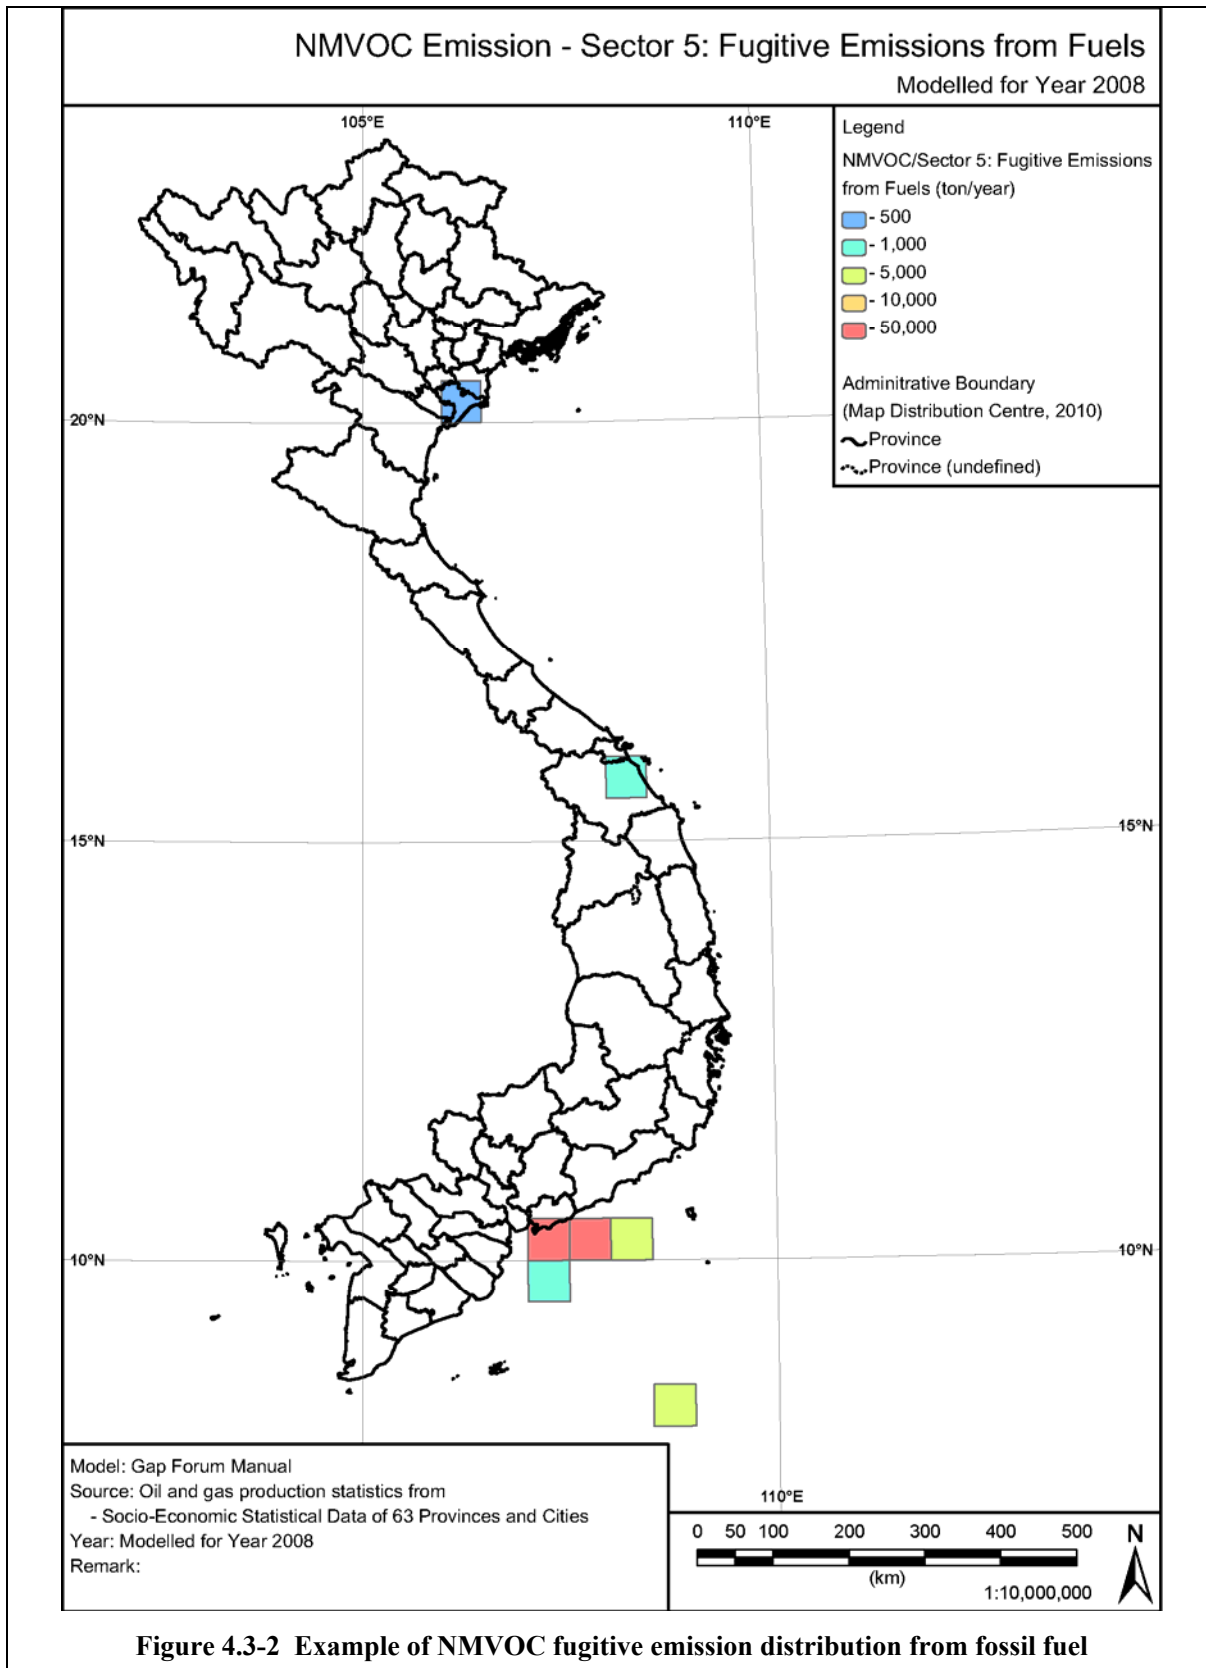 NMVOC Emission - Sector 5: Fugitive Emissions from Fuels
Modelled for Year 2008
105°E
110°E
Legend
NMVOC/Sector 5: Fugitive Emissions
from Fuels (ton/year)
- 500
- 1,000
- 5,000
- 10,000
- 50,000
Adminitrative Boundary
(Map Distribution Centre, 2010)
Province
Province (undefined)
20°N
15°N
15°N
10°N
10°N
110°E
Model: Gap Forum Manual
Source: Oil and gas production statistics from
- Socio-Economic Statistical Data of 63 Provinces and Cities
Year: Modelled for Year 2008
Remark:
0 50 100 200 300 400 500
(km)
N
1:10,000,000
Figure 4.3-2 Example of NMVOC fugitive emission distribution from fossil fuel